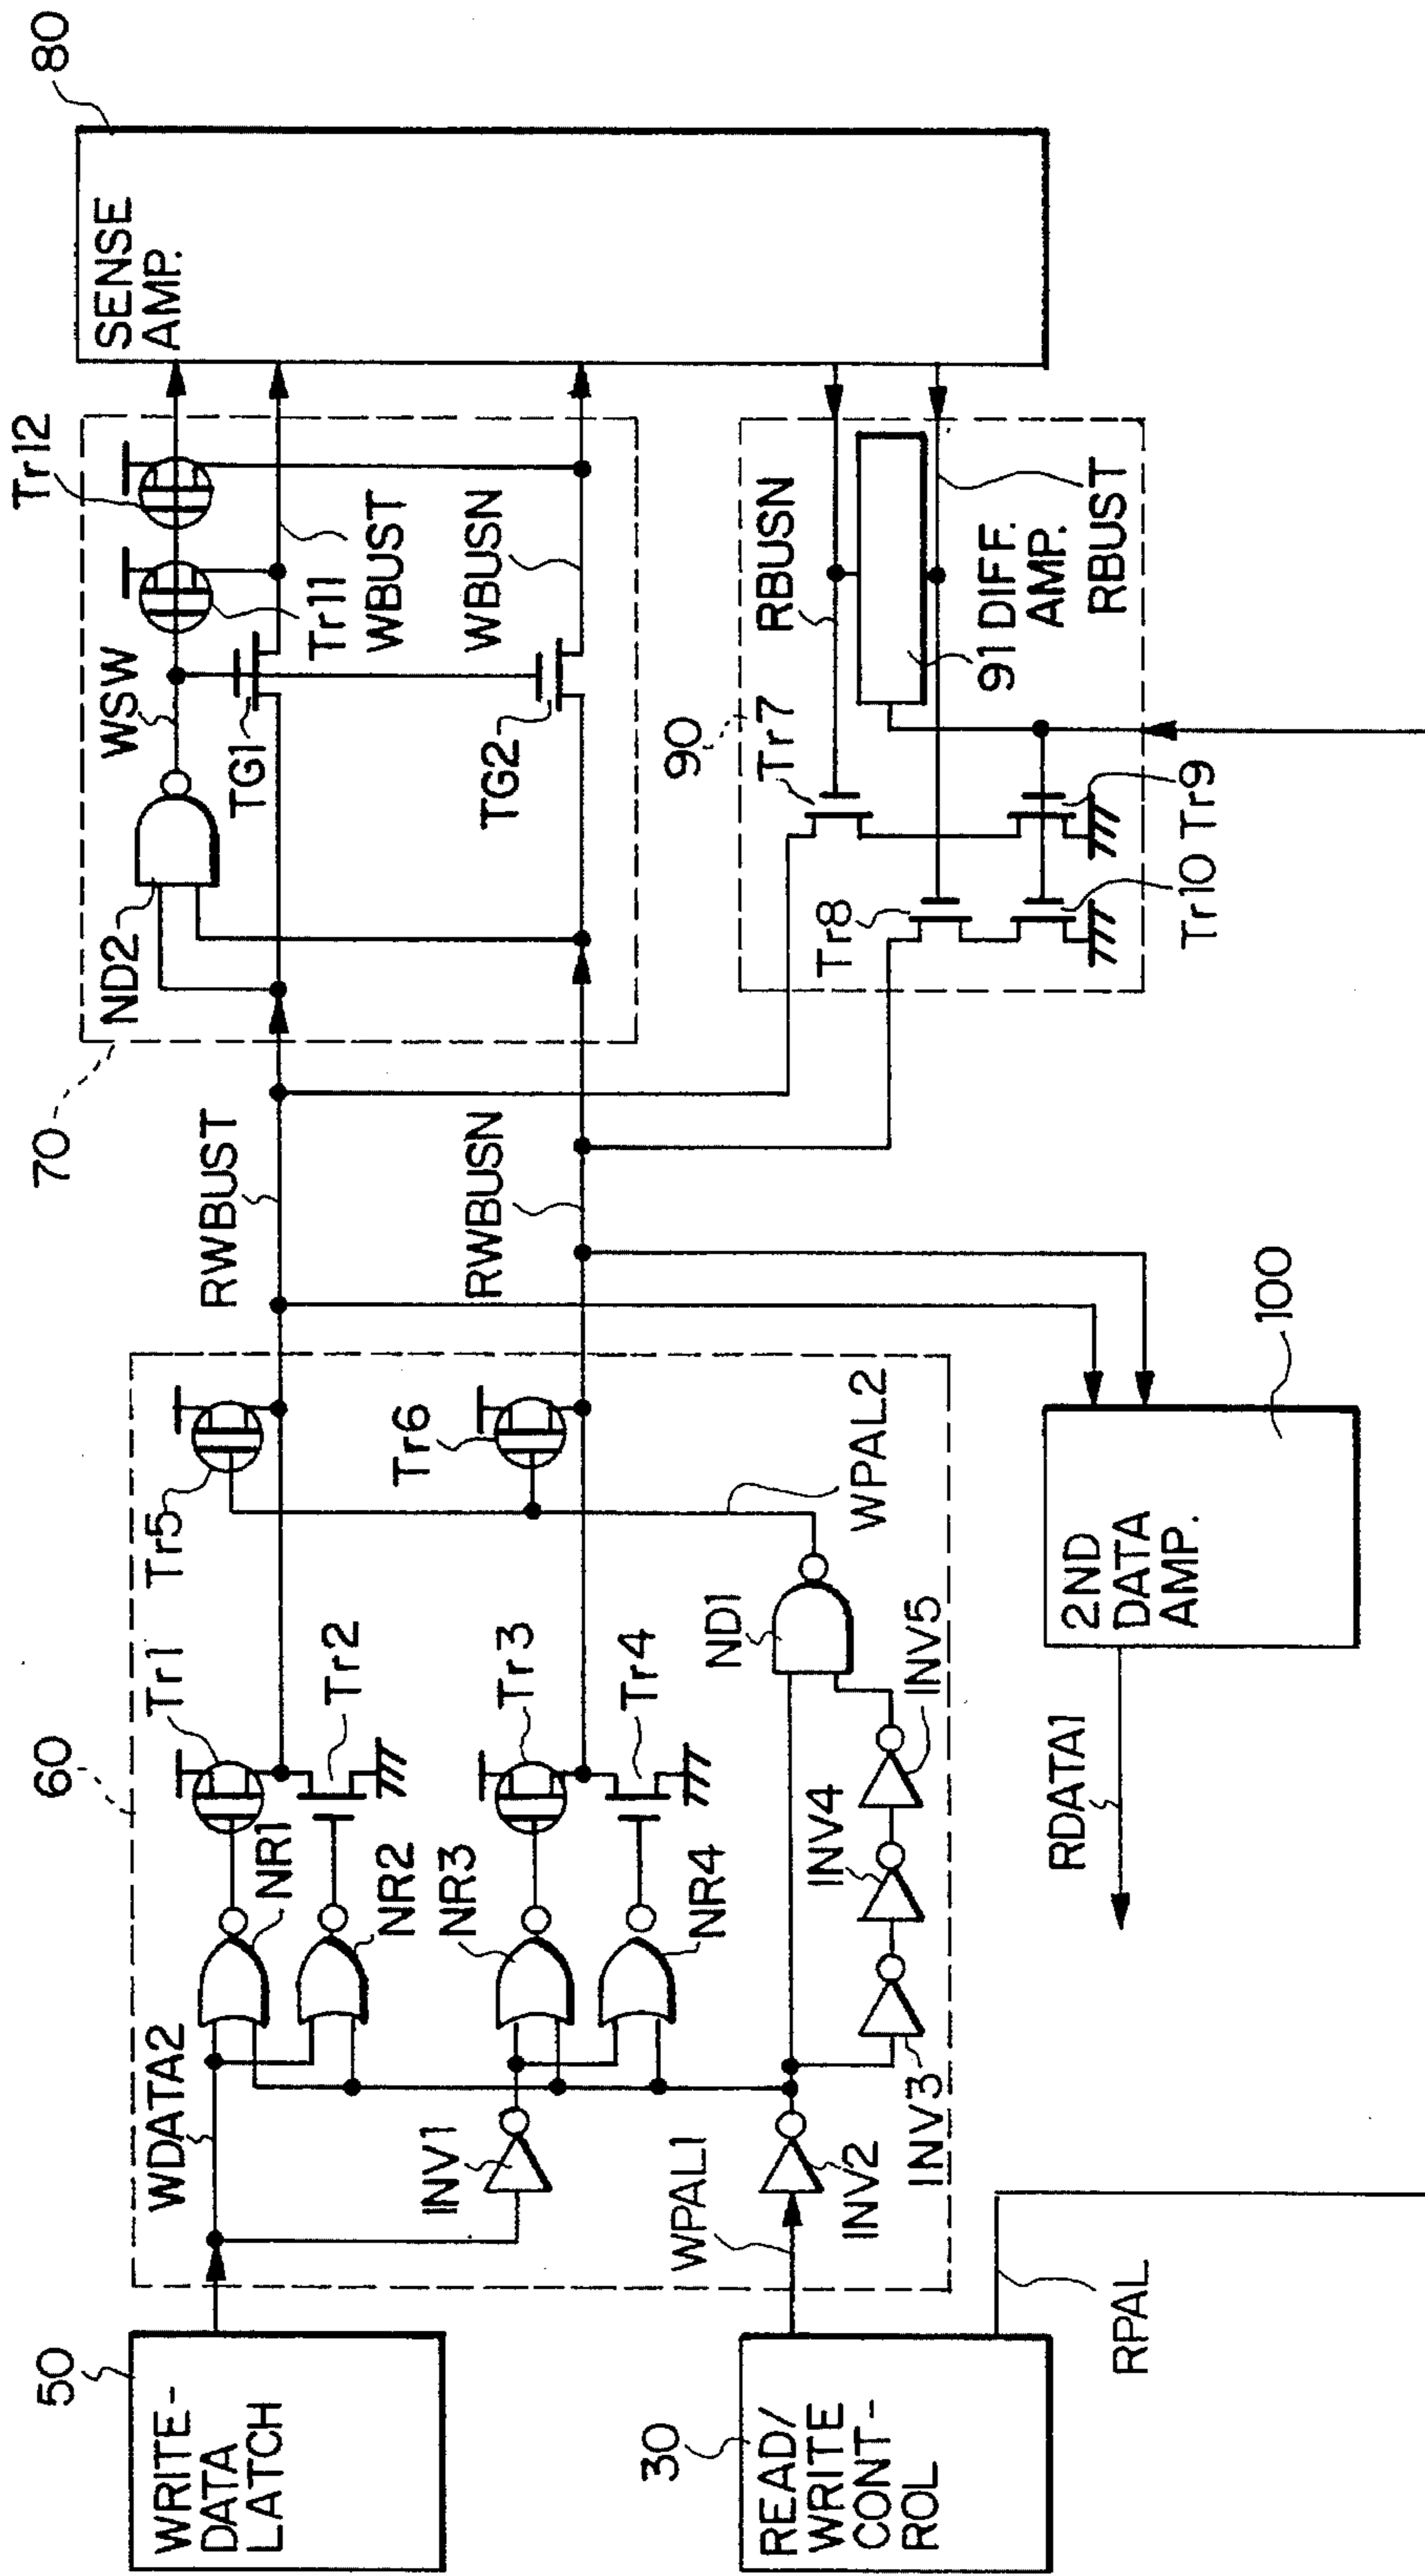 50
WRITE-
DATA
LATCH
30
READ/
WRITE
CONT-
ROL
RPAL
WPAL1
60
WDATA2
INV1
INV2
INV3
INV4
INV5
NR1
NR2
NR3
NR4
Tr1
Tr2
Tr3
Tr4
ND1
Tr5
Tr6
WPAL2
RWBUST
RWBUSN
100
2ND
DATA
AMP.
RDATA1
70
ND2
WSW
TG1
TG2
Tr11
Tr12
WBUST
WBUSN
80
SENSE
AMP.
90
Tr7
Tr8
Tr9
Tr10
RBUSN
91 DIFF.
AMP.
RBUST